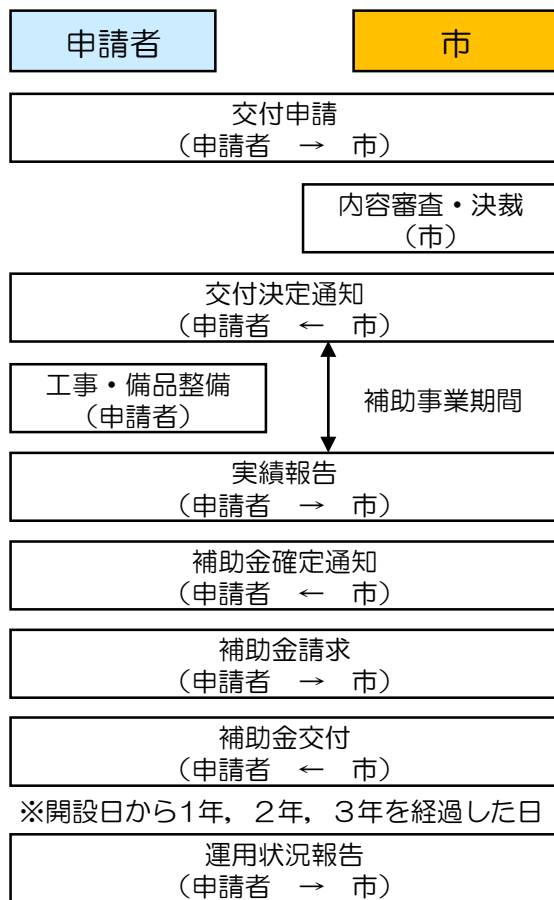 申請者
市
交付申請
（申請者　→　市）
内容審査・決裁
（市）
交付決定通知
（申請者　←　市）
工事・備品整備
（申請者）
補助事業期間
実績報告
（申請者　→　市）
補助金確定通知
（申請者　←　市）
補助金請求
（申請者　→　市）
補助金交付
（申請者　←　市）
※開設日から1年，２年，３年を経過した日
運用状況報告
（申請者　→　市）